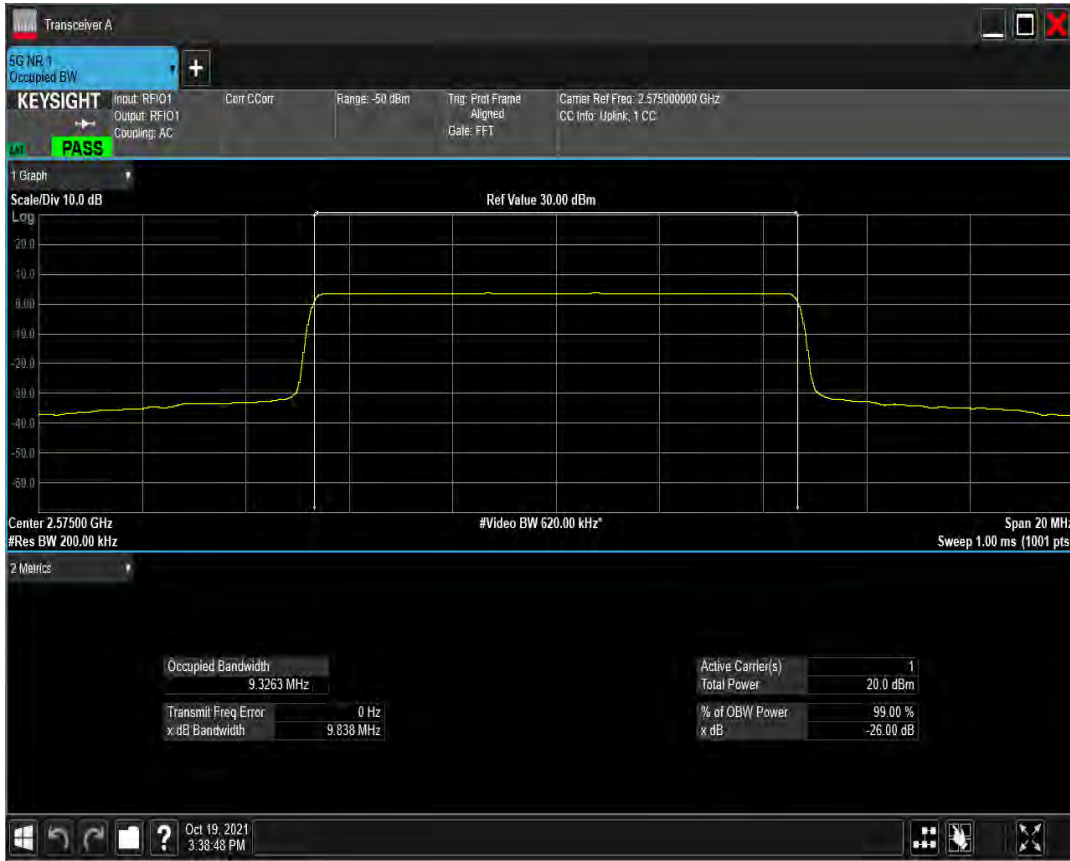 Transceiver A
5G NR 1
Occupied BW
+
KEYSIGHT
PASS
Input: RFIO1
Output: RFIO1
Coupling: AC
Corr CCorr
Range: -50 dBm
Trig: Prot Frame
Aligned
Gate: FFT
Carrier Ref Freq: 2.575000000 GHz
CC Info: Uplink, 1 CC
1 Graph
Scale/Div 10.0 dB
Ref Value 30.00 dBm
Log
20.0
10.0
0.00
-10.0
-20.0
-30.0
-40.0
-50.0
-60.0
Center 2.57500 GHz
#Video BW 620.00 kHz*
Span 20 MHz
#Res BW 200.00 kHz
Sweep 1.00 ms (1001 pts
2 Metrics
Occupied Bandwidth
9.3263 MHz
Transmit Freq Error 0 Hz
x dB Bandwidth 9.838 MHz
Active Carrier(s) 1
Total Power 20.0 dBm
% of OBW Power 99.00 %
x dB -26.00 dB
?
Oct 19, 2021
3:38:48 PM